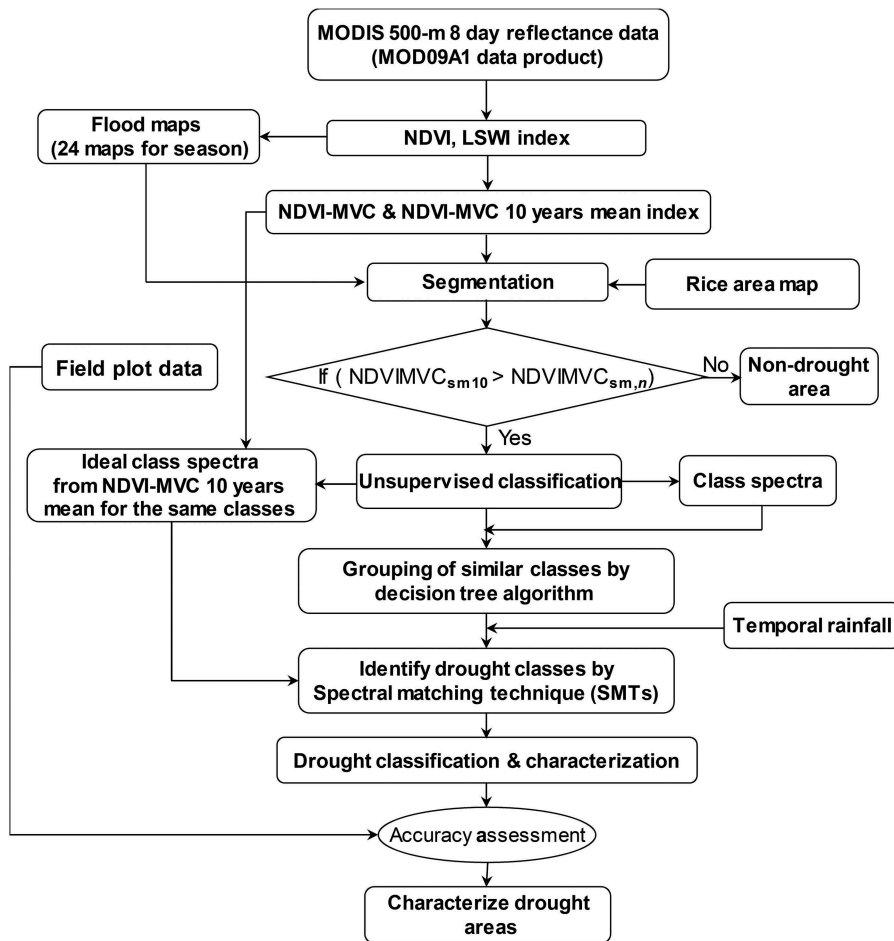 MODIS 500-m 8 day reflectance data
(MOD09A1 data product)
Flood maps
(24 maps for season)
NDVI, LSWI index
NDVI-MVC & NDVI-MVC 10 years mean index
Segmentation
Rice area map
Field plot data
If ( NDVIMVCsm10 > NDVIMVCsm,n)
No
Non-drought
area
Yes
Ideal class spectra
from NDVI-MVC 10 years
mean for the same classes
Unsupervised classification
Class spectra
Grouping of similar classes by
decision tree algorithm
Temporal rainfall
Identify drought classes by
Spectral matching technique (SMTs)
Drought classification & characterization
Accuracy assessment
Characterize drought
areas